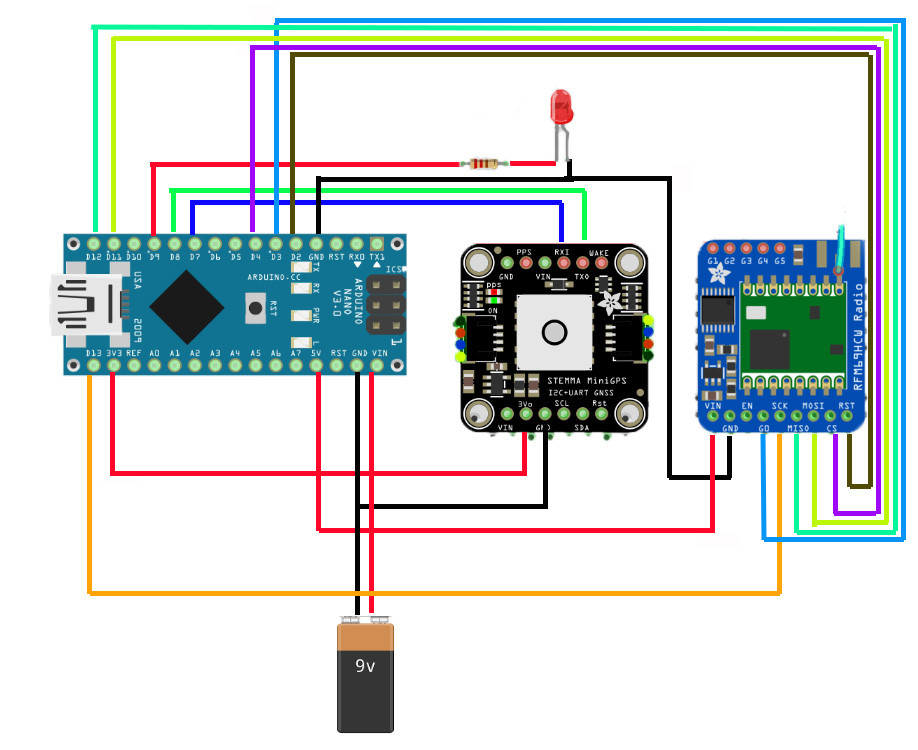 D12 D11 D10 D9 D8 D7 D6 D5 D4 D3 D2 GND RST RX0 TX1
USA
2009
ARDUINO.CC
RST
TX
RX
PWR
L
ARDUINO
NANO
V3.0
ICSP
1
D13 3V3 REF A0 A1 A2 A3 A4 A5 A6 A7 5V RST GND VIN
PPS RXI WAKE
GND VIN TXO
PPS
ON
STEMMA MiniGPS
I2C+UART GNSS
3Vo SCL Rst
VIN GND SDA
G1 G2 G3 G4 G5
RFM69HCW Radio
VIN EN SCK MOSI RST
GND G0 MISO CS
9v